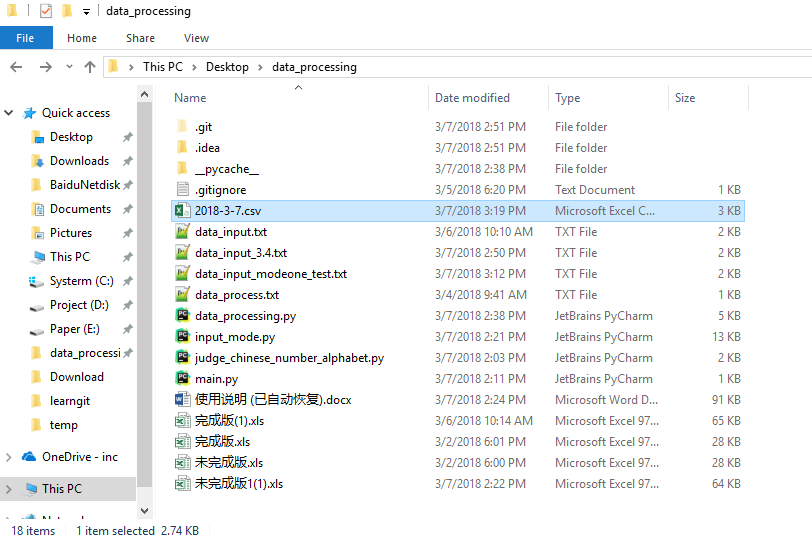 data_processing
File Home Share View
This PC Desktop data_processing
Name Date modified Type Size
Quick access
Desktop
Downloads
BaiduNetdisk
Documents
Pictures
This PC
Systerm (C:)
Project (D:)
Paper (E:)
data_processi
Download
learngit
temp
OneDrive - inc
This PC
.git 3/7/2018 2:51 PM File folder
.idea 3/7/2018 2:51 PM File folder
__pycache__ 3/7/2018 2:38 PM File folder
.gitignore 3/5/2018 6:20 PM Text Document 1 KB
2018-3-7.csv 3/7/2018 3:19 PM Microsoft Excel C... 3 KB
data_input.txt 3/6/2018 10:10 AM TXT File 2 KB
data_input_3.4.txt 3/7/2018 2:50 PM TXT File 2 KB
data_input_modeone_test.txt 3/7/2018 3:12 PM TXT File 2 KB
data_process.txt 3/4/2018 9:41 AM TXT File 1 KB
data_processing.py 3/7/2018 2:38 PM JetBrains PyCharm 5 KB
input_mode.py 3/7/2018 2:21 PM JetBrains PyCharm 13 KB
judge_chinese_number_alphabet.py 3/7/2018 2:03 PM JetBrains PyCharm 2 KB
main.py 3/7/2018 2:11 PM JetBrains PyCharm 1 KB
使用说明 (已自动恢复).docx 3/7/2018 2:24 PM Microsoft Word D... 91 KB
完成版(1).xls 3/6/2018 10:14 AM Microsoft Excel 97... 65 KB
完成版.xls 3/2/2018 6:01 PM Microsoft Excel 97... 28 KB
未完成版.xls 3/2/2018 6:00 PM Microsoft Excel 97... 28 KB
未完成版1(1).xls 3/7/2018 2:22 PM Microsoft Excel 97... 64 KB
18 items 1 item selected 2.74 KB